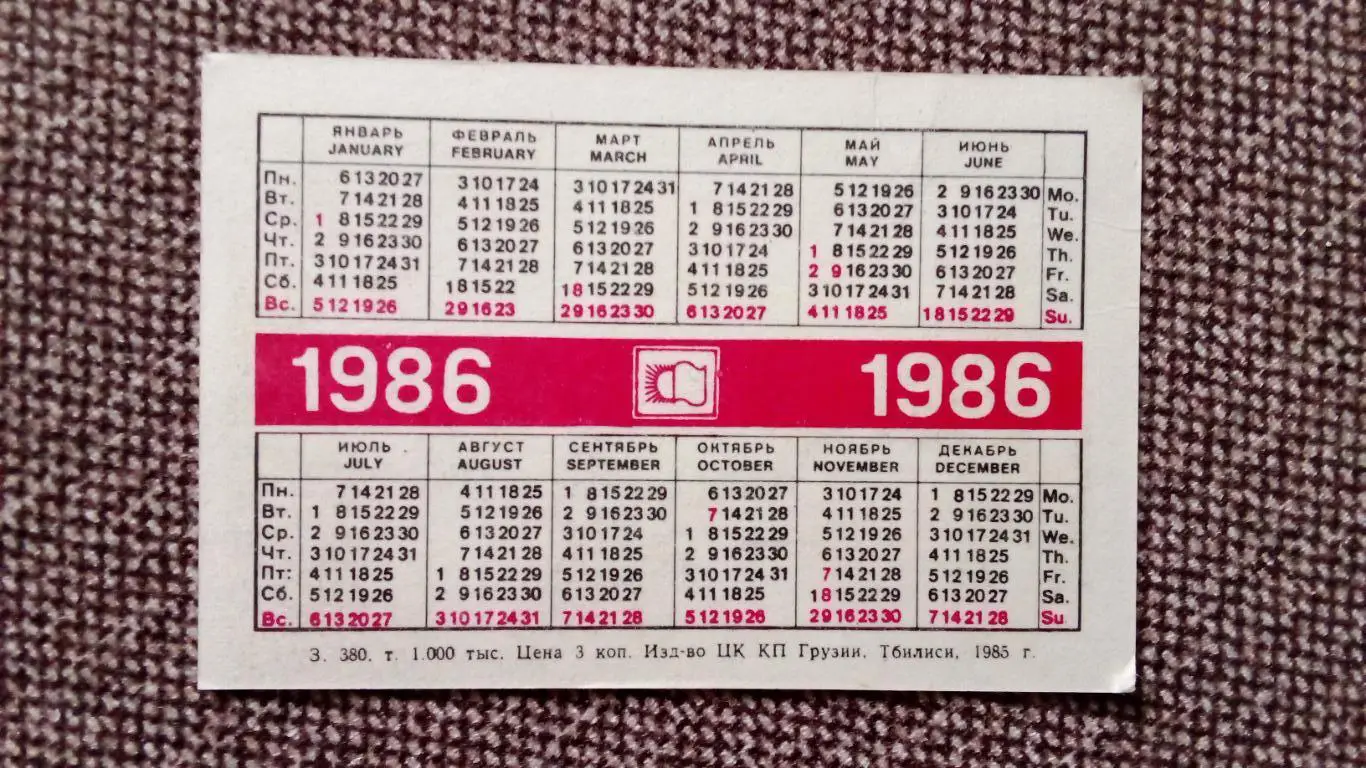 ЯНВАРЬ ФЕВРАЛЬ МАРТ АПРЕЛЬ МАЙ ИЮНЬ
JANUARY FEBRUARY MARCH APRIL MAY JUNE
Пн. 6 13 20 27 3 10 17 24 3 10 17 24 31 7 14 21 28 5 12 19 26 2 9 16 23 30 Mo.
Вт. 7 14 21 28 4 11 18 25 4 11 18 25 1 8 15 22 29 6 13 20 27 3 10 17 24 Tu.
Ср. 1 8 15 22 29 5 12 19 26 5 12 19 26 2 9 16 23 30 7 14 21 28 4 11 18 25 We.
Чт. 2 9 16 23 30 6 13 20 27 6 13 20 27 3 10 17 24 1 8 15 22 29 5 12 19 26 Th.
Пт. 3 10 17 24 31 7 14 21 28 7 14 21 28 4 11 18 25 2 9 16 23 30 6 13 20 27 Fr.
Сб. 4 11 18 25 1 8 15 22 1 8 15 22 29 5 12 19 26 3 10 17 24 31 7 14 21 28 Sa.
Вс. 5 12 19 26 2 9 16 23 2 9 16 23 30 6 13 20 27 4 11 18 25 1 8 15 22 29 Su.
1986 1986
ИЮЛЬ АВГУСТ СЕНТЯБРЬ ОКТЯБРЬ НОЯБРЬ ДЕКАБРЬ
JULY AUGUST SEPTEMBER OCTOBER NOVEMBER DECEMBER
Пн. 7 14 21 28 4 11 18 25 1 8 15 22 29 6 13 20 27 3 10 17 24 1 8 15 22 29 Mo.
Вт. 1 8 15 22 29 5 12 19 26 2 9 16 23 30 7 14 21 28 4 11 18 25 2 9 16 23 30 Tu.
Ср. 2 9 16 23 30 6 13 20 27 3 10 17 24 1 8 15 22 29 5 12 19 26 3 10 17 24 31 We.
Чт. 3 10 17 24 31 7 14 21 28 4 11 18 25 2 9 16 23 30 6 13 20 27 4 11 18 25 Th.
Пт: 4 11 18 25 1 8 15 22 29 5 12 19 26 3 10 17 24 31 7 14 21 28 5 12 19 26 Fr.
Сб. 5 12 19 26 2 9 16 23 30 6 13 20 27 4 11 18 25 1 8 15 22 29 6 13 20 27 Sa.
Вс. 6 13 20 27 3 10 17 24 31 7 14 21 28 5 12 19 26 2 9 16 23 30 7 14 21 28 Su
З. 380. т. 1.000 тыс. Цена 3 коп. Изд-во ЦК КП Грузии. Тбилиси, 1985 г.